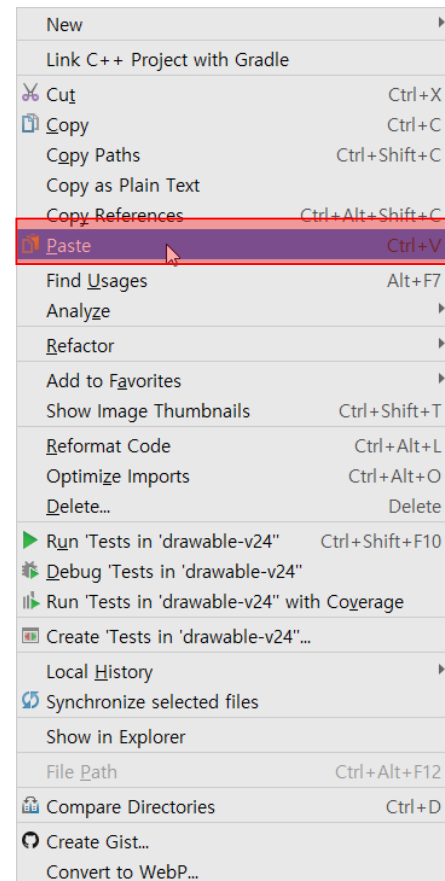 New
Link C++ Project with Gradle
Cut Ctrl+X
Copy Ctrl+C
Copy Paths Ctrl+Shift+C
Copy as Plain Text
Copy References Ctrl+Alt+Shift+C
Paste Ctrl+V
Find Usages Alt+F7
Analyze
Refactor
Add to Favorites
Show Image Thumbnails Ctrl+Shift+T
Reformat Code Ctrl+Alt+L
Optimize Imports Ctrl+Alt+O
Delete... Delete
Run 'Tests in 'drawable-v24'' Ctrl+Shift+F10
Debug 'Tests in 'drawable-v24''
Run 'Tests in 'drawable-v24'' with Coverage
Create 'Tests in 'drawable-v24''...
Local History
Synchronize selected files
Show in Explorer
File Path Ctrl+Alt+F12
Compare Directories Ctrl+D
Create Gist...
Convert to WebP...